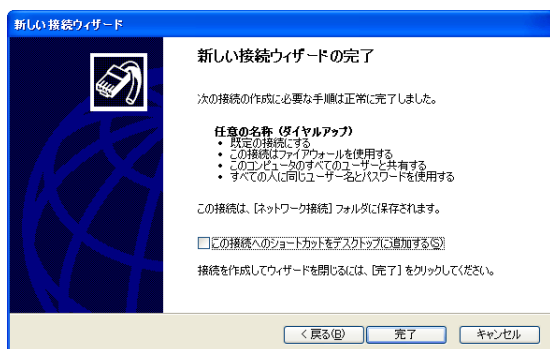 新しい接続ウィザード
新しい接続ウィザードの完了
次の接続の作成に必要な手順は正常に完了しました。
任意の名称 (ダイヤルアップ)
• 既定の接続にする
• この接続はファイアウォールを使用する
• このコンピュータのすべてのユーザーと共有する
• すべての人に同じユーザー名とパスワードを使用する
この接続は、[ネットワーク接続] フォルダに保存されます。
この接続へのショートカットをデスクトップに追加する(S)
接続を作成してウィザードを閉じるには、[完了] をクリックしてください。
< 戻る(B) 完了 キャンセル